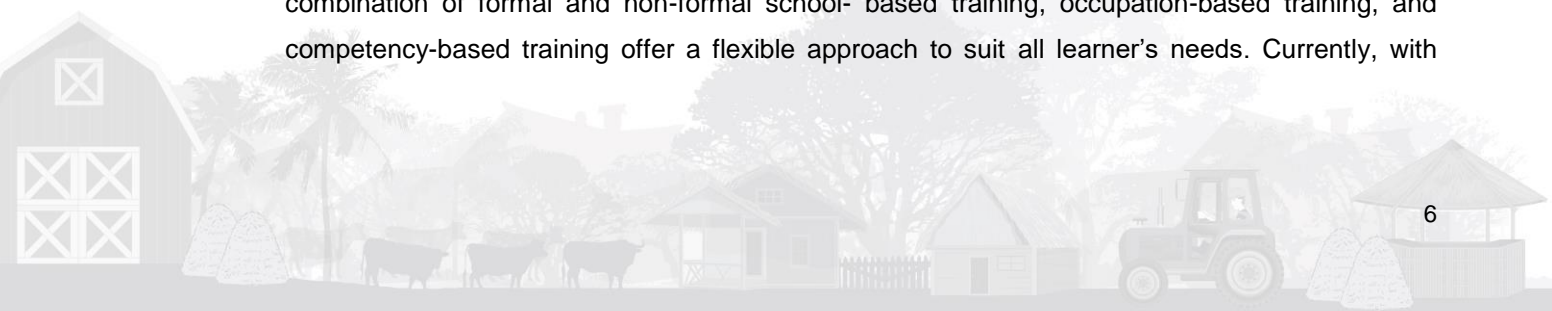 combination of formal and non-formal school- based training, occupation-based training, and
competency-based training offer a flexible approach to suit all learner’s needs. Currently, with
6